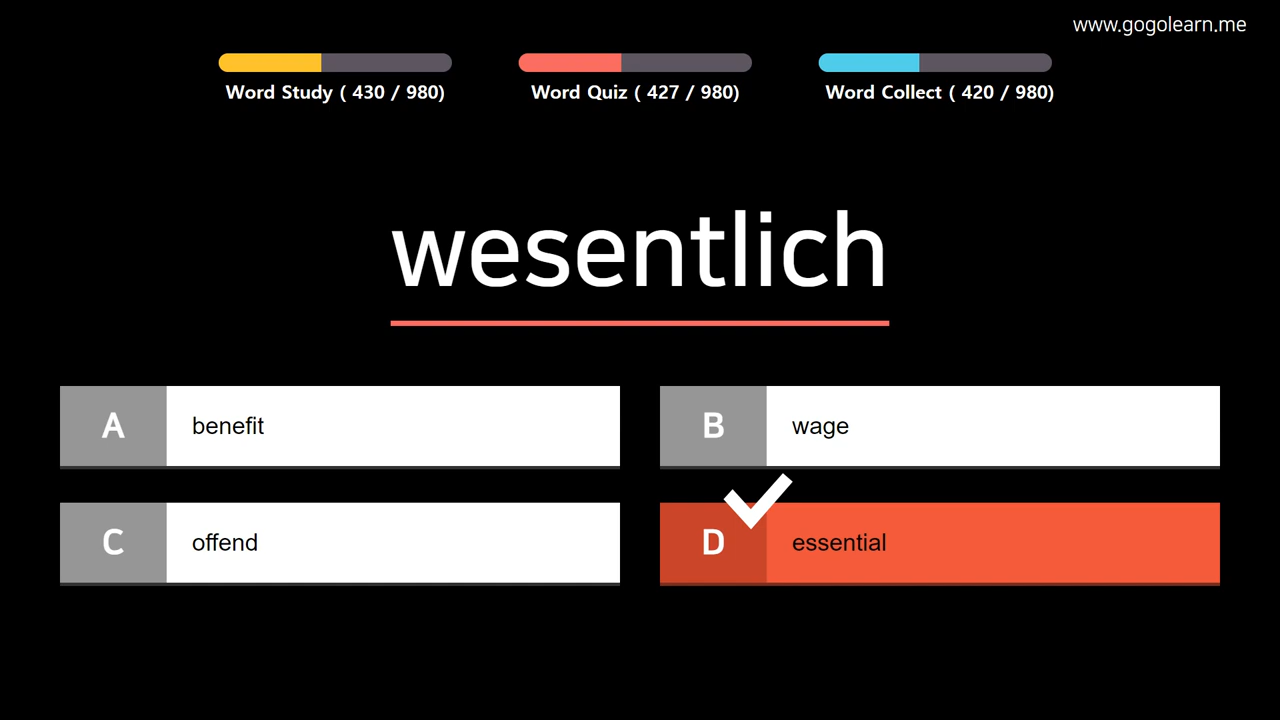 www.gogolearn.me
Word Study ( 430 / 980)
Word Quiz ( 427 / 980)
Word Collect ( 420 / 980)
wesentlich
A benefit
B wage
C offend
D essential